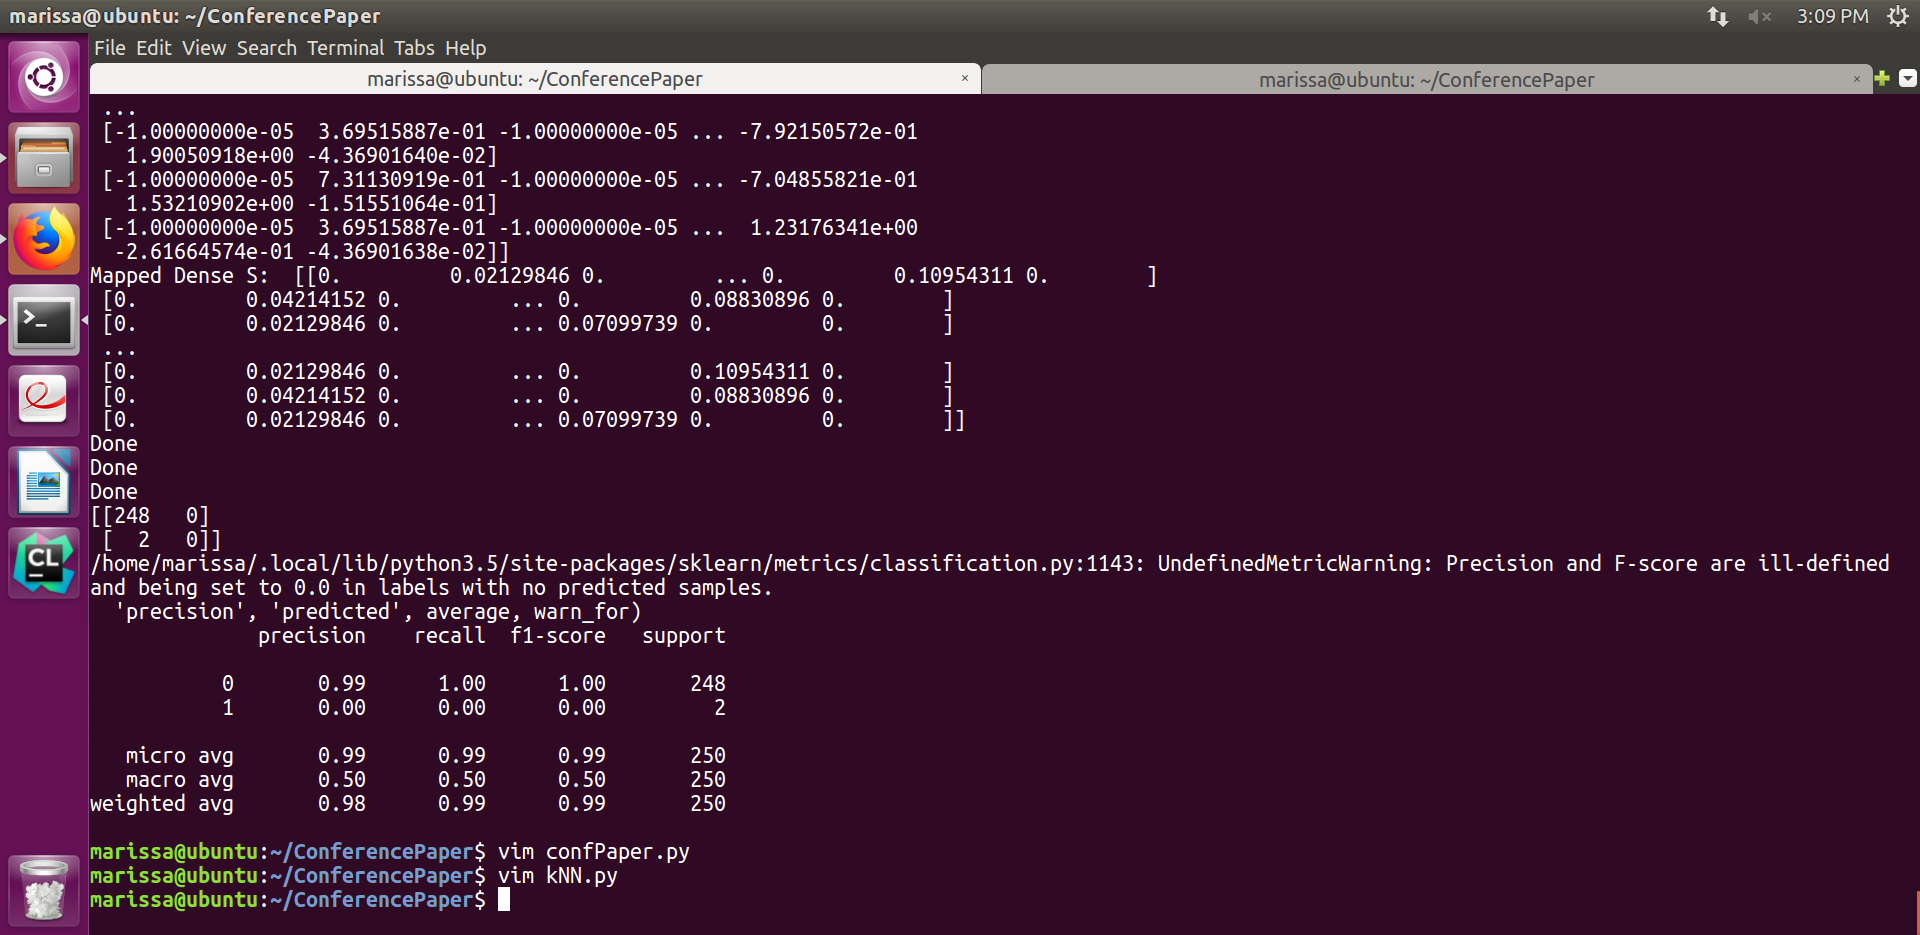 marissa@ubuntu: ~/ConferencePaper
3:09 PM
File Edit View Search Terminal Tabs Help
marissa@ubuntu: ~/ConferencePaper × marissa@ubuntu: ~/ConferencePaper ×
...
[-1.00000000e-05  3.69515887e-01 -1.00000000e-05 ... -7.92150572e-01
1.90050918e+00 -4.36901640e-02]
[-1.00000000e-05  7.31130919e-01 -1.00000000e-05 ... -7.04855821e-01
1.53210902e+00 -1.51551064e-01]
[-1.00000000e-05  3.69515887e-01 -1.00000000e-05 ...  1.23176341e+00
-2.61664574e-01 -4.36901638e-02]]
Mapped Dense S:  [[0.         0.02129846 0.         ... 0.         0.10954311 0.        ]
[0.         0.04214152 0.         ... 0.         0.08830896 0.        ]
[0.         0.02129846 0.         ... 0.07099739 0.         0.        ]
...
[0.         0.02129846 0.         ... 0.         0.10954311 0.        ]
[0.         0.04214152 0.         ... 0.         0.08830896 0.        ]
[0.         0.02129846 0.         ... 0.07099739 0.         0.        ]]
Done
Done
Done
[[248   0]
[  2   0]]
/home/marissa/.local/lib/python3.5/site-packages/sklearn/metrics/classification.py:1143: UndefinedMetricWarning: Precision and F-score are ill-defined
and being set to 0.0 in labels with no predicted samples.
'precision', 'predicted', average, warn_for)
precision    recall  f1-score   support
0       0.99      1.00      1.00       248
1       0.00      0.00      0.00         2
micro avg       0.99      0.99      0.99       250
macro avg       0.50      0.50      0.50       250
weighted avg       0.98      0.99      0.99       250
marissa@ubuntu:~/ConferencePaper$ vim confPaper.py
marissa@ubuntu:~/ConferencePaper$ vim kNN.py
marissa@ubuntu:~/ConferencePaper$
CL